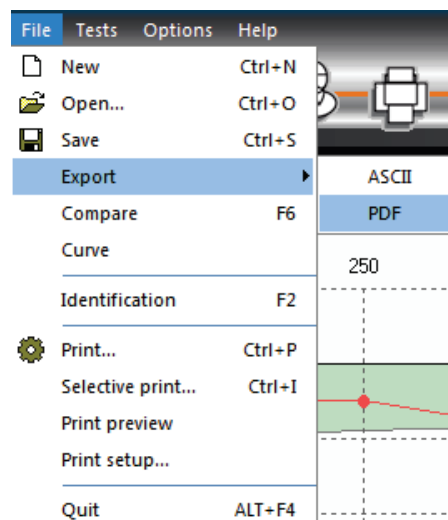 File Tests Options Help
New Ctrl+N
Open... Ctrl+O
Save Ctrl+S
Export ASCII
Compare F6 PDF
Curve
250
Identification F2
Print... Ctrl+P
Selective print... Ctrl+I
Print preview
Print setup...
Quit ALT+F4